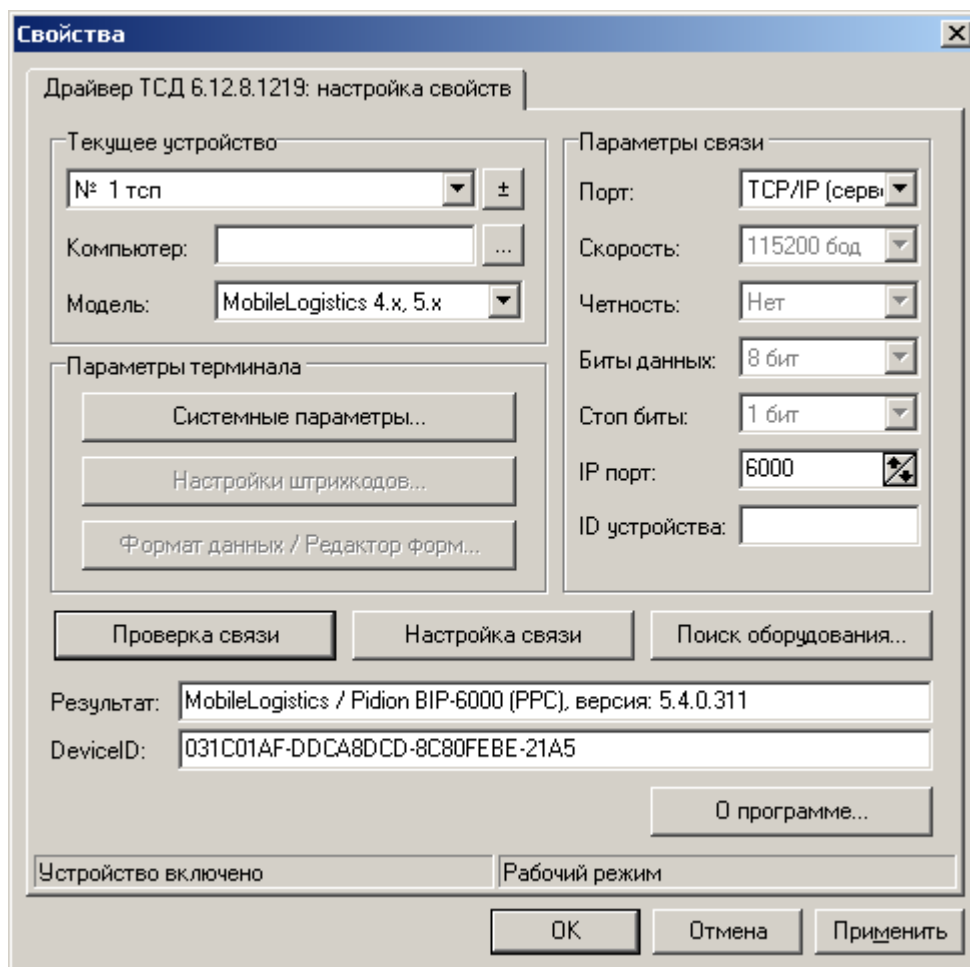 Свойства
Драйвер ТСД 6.12.8.1219: настройка свойств
Текущее устройство
№ 1 тсп
±
Компьютер:
...
Модель:
MobileLogistics 4.x, 5.x
Параметры терминала
Системные параметры...
Настройки штрихкодов...
Формат данных / Редактор форм...
Параметры связи
Порт:
TCP/IP (серв
Скорость:
115200 бод
Четность:
Нет
Биты данных:
8 бит
Стоп биты:
1 бит
IP порт:
6000
ID устройства:
Проверка связи
Настройка связи
Поиск оборудования...
Результат:
MobileLogistics / Pidion BIP-6000 (PPC), версия: 5.4.0.311
DeviceID:
031C01AF-DDCA8DCD-8C80FEBE-21A5
О программе...
Устройство включено
Рабочий режим
OK
Отмена
Применить